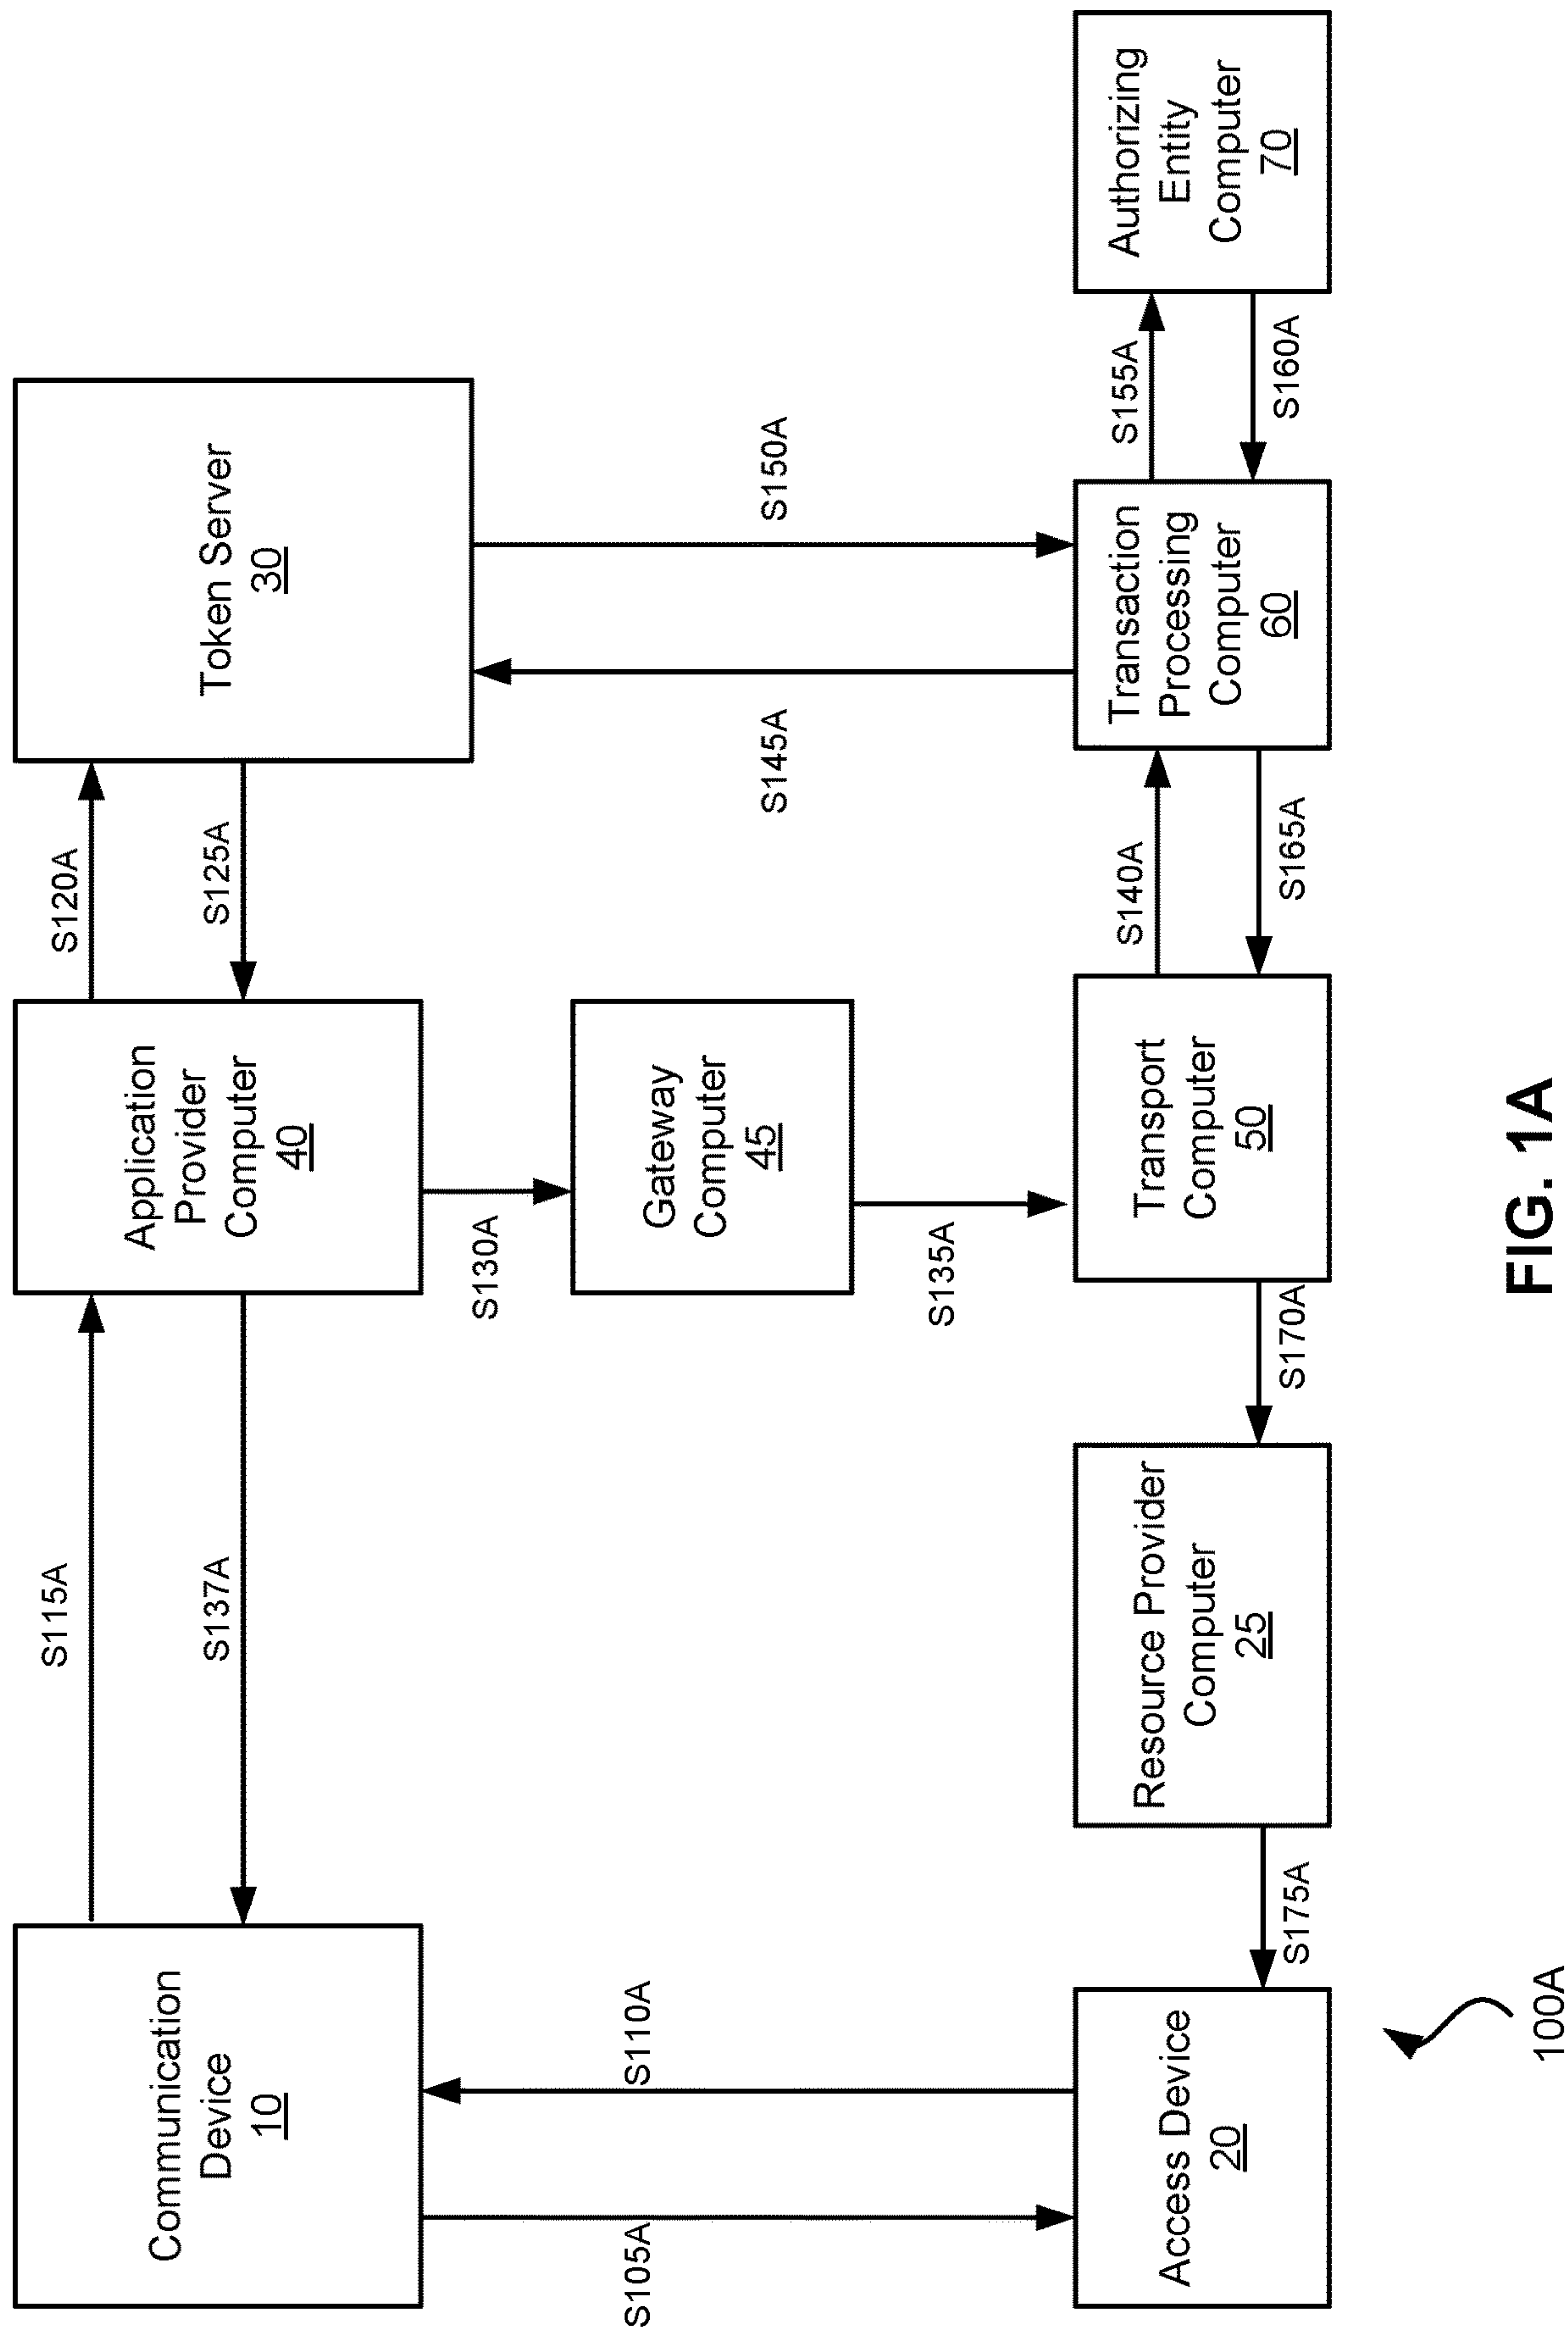 Communication
Device
10
S115A
S137A
Application
Provider
Computer
40
S120A
S125A
Token Server
30
S130A
Gateway
Computer
45
S135A
S105A
S110A
S145A
S150A
Access Device
20
S175A
Resource Provider
Computer
25
S170A
Transport
Computer
50
S140A
S165A
Transaction
Processing
Computer
60
S155A
S160A
Authorizing
Entity
Computer
70
100A
FIG. 1A